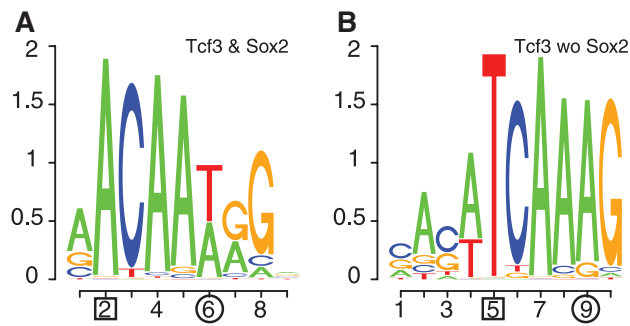 A B
Tcf3 & Sox2 Tcf3 wo Sox2
2 2
1.5 1.5
1 1
0.5 0.5
0 0
A A C A A T G G C A C A T T C A A A G
G C T A A C A G C T G
2 4 6 8 1 3 5 7 9